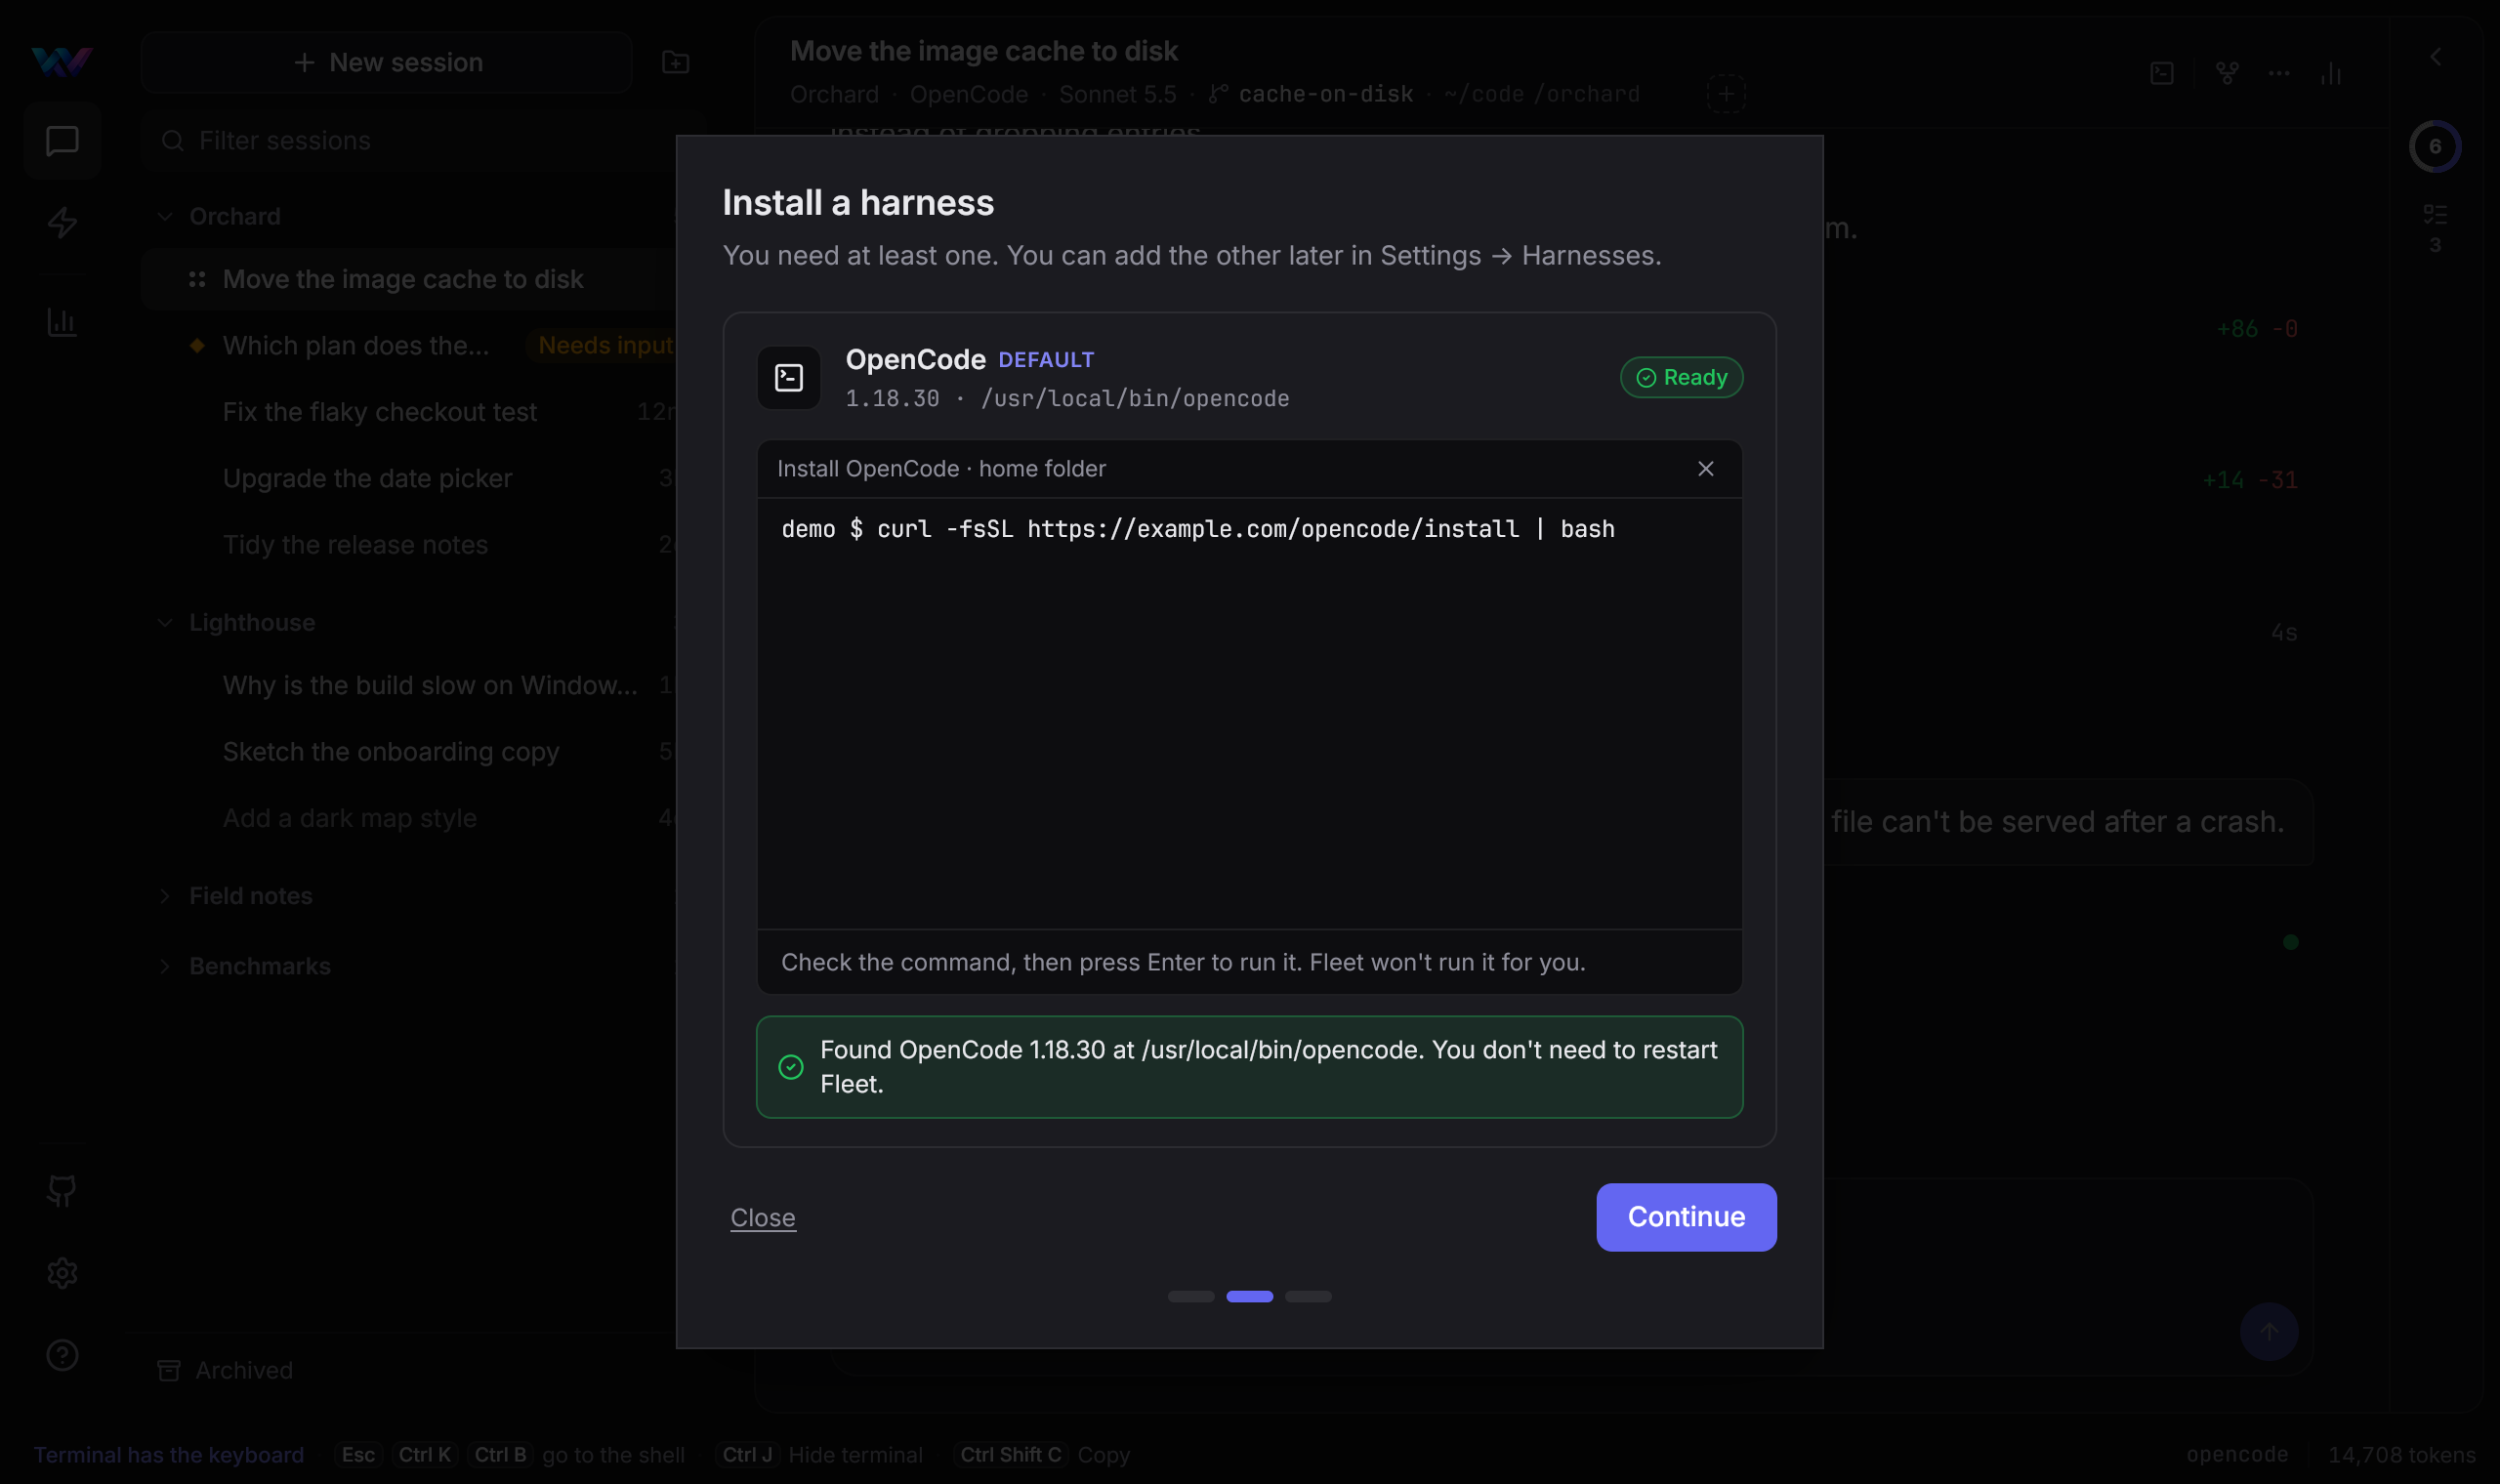 New session
Filter sessions
Orchard
Move the image cache to disk
Which plan does the...
Needs input
Fix the flaky checkout test
Upgrade the date picker
Tidy the release notes
Lighthouse
Why is the build slow on Window...
Sketch the onboarding copy
Add a dark map style
Field notes
Benchmarks
Archived
Move the image cache to disk
Orchard · OpenCode · Sonnet 5.5 · cache-on-disk · ~/code /orchard
instead of dropping entries
6
3
m.
+86 -0
+14 -31
4s
file can't be served after a crash.
Install a harness
You need at least one. You can add the other later in Settings → Harnesses.
OpenCode DEFAULT
1.18.30 · /usr/local/bin/opencode
Ready
Install OpenCode · home folder
demo $ curl -fsSL https://example.com/opencode/install | bash
Check the command, then press Enter to run it. Fleet won't run it for you.
Found OpenCode 1.18.30 at /usr/local/bin/opencode. You don't need to restart
Fleet.
Close
Continue
Terminal has the keyboard Esc Ctrl K Ctrl B go to the shell Ctrl J Hide terminal Ctrl Shift C Copy
opencode 14,708 tokens